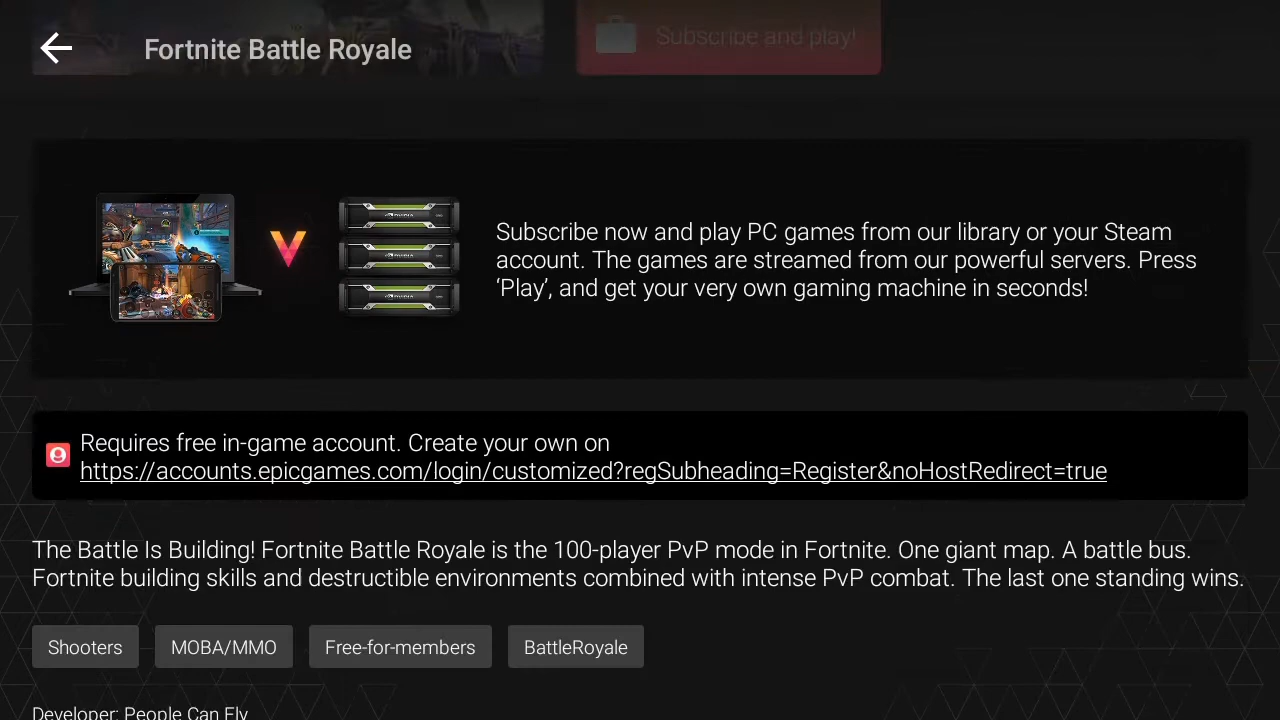 Subscribe and play!
Fortnite Battle Royale
Subscribe now and play PC games from our library or your Steam
account. The games are streamed from our powerful servers. Press
‘Play’, and get your very own gaming machine in seconds!
Requires free in-game account. Create your own on
https://accounts.epicgames.com/login/customized?regSubheading=Register&noHostRedirect=true
The Battle Is Building! Fortnite Battle Royale is the 100-player PvP mode in Fortnite. One giant map. A battle bus.
Fortnite building skills and destructible environments combined with intense PvP combat. The last one standing wins.
Shooters
MOBA/MMO
Free-for-members
BattleRoyale
Developer: People Can Fly